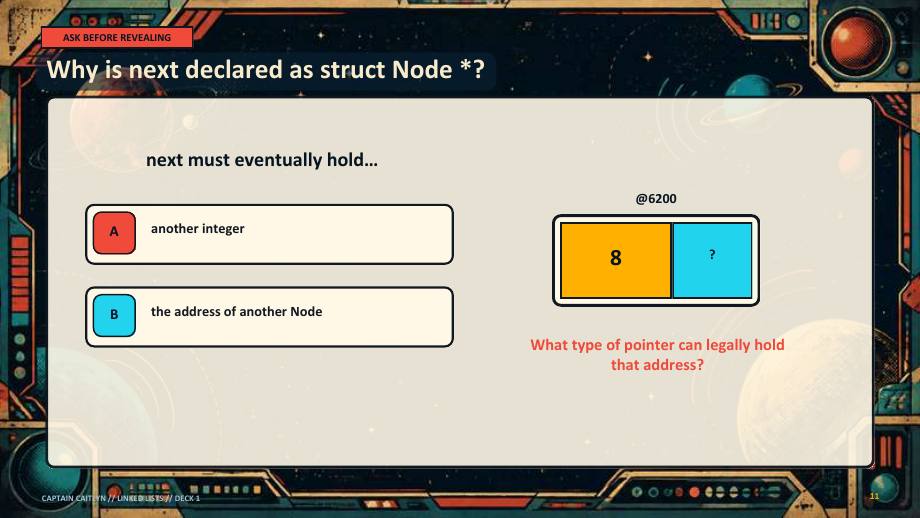 ASK BEFORE REVEALING
Why is next declared as struct Node *?
next must eventually hold...
A
another integer
B
the address of another Node
@6200
8
?
What type of pointer can legally hold
that address?
CAPTAIN CAITLYN // LINKED LISTS // DECK 1
11